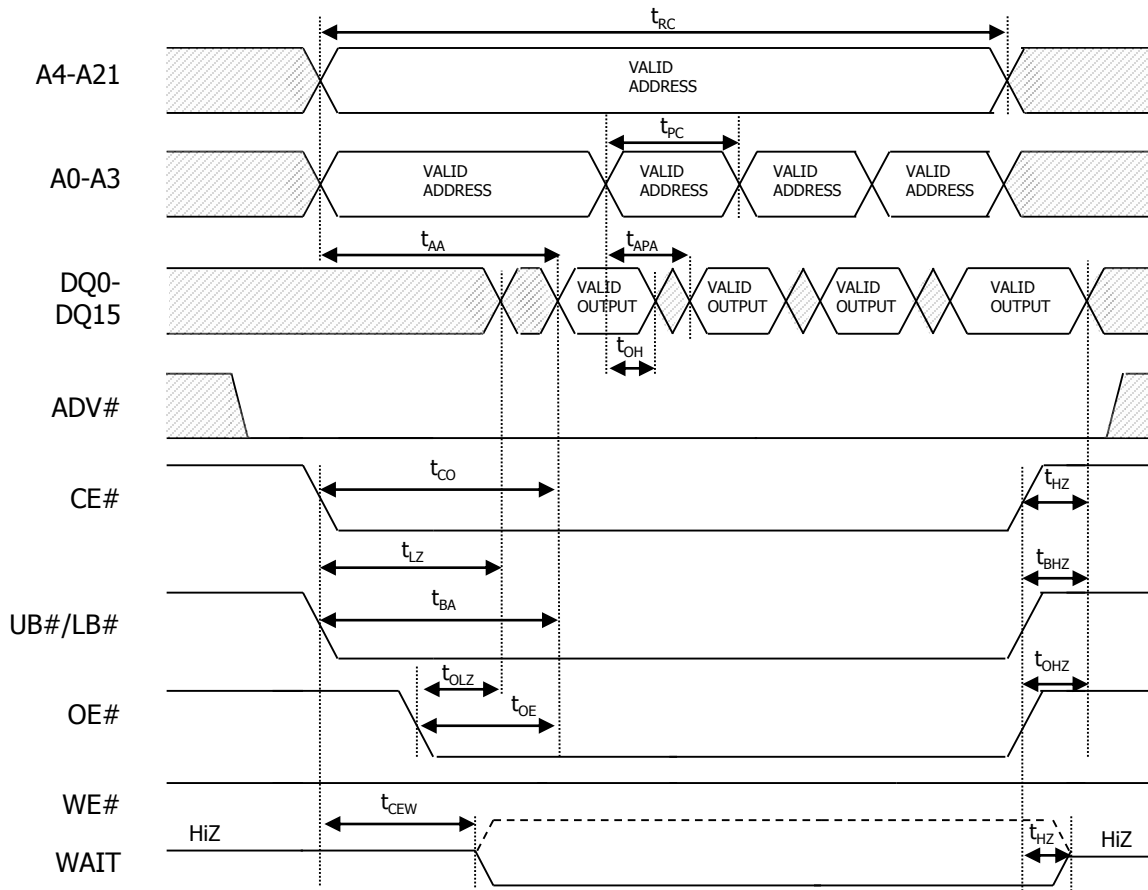 tRC
A4-A21
VALID
ADDRESS
tPC
A0-A3
VALID
ADDRESS
VALID
ADDRESS
VALID
ADDRESS
VALID
ADDRESS
tAA
tAPA
DQ0-
DQ15
VALID
OUTPUT
VALID
OUTPUT
VALID
OUTPUT
VALID
OUTPUT
tOH
ADV#
tCO
tHZ
CE#
tLZ
tBHZ
tBA
UB#/LB#
tOLZ
tOHZ
tOE
OE#
WE#
tCEW
HiZ
tHZ
HiZ
WAIT